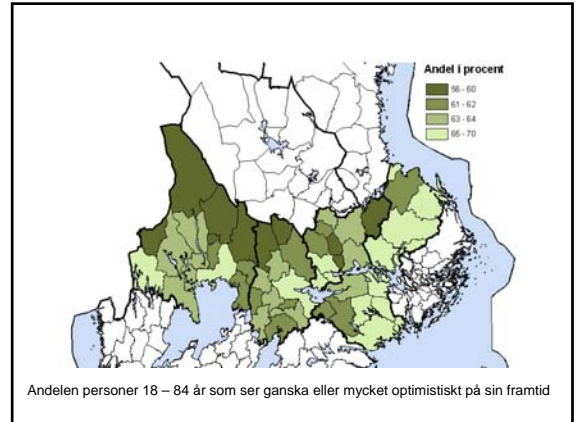 Andel i procent
56 - 60
61 - 62
63 - 64
65 - 70
Andelen personer 18 – 84 år som ser ganska eller mycket optimistiskt på sin framtid